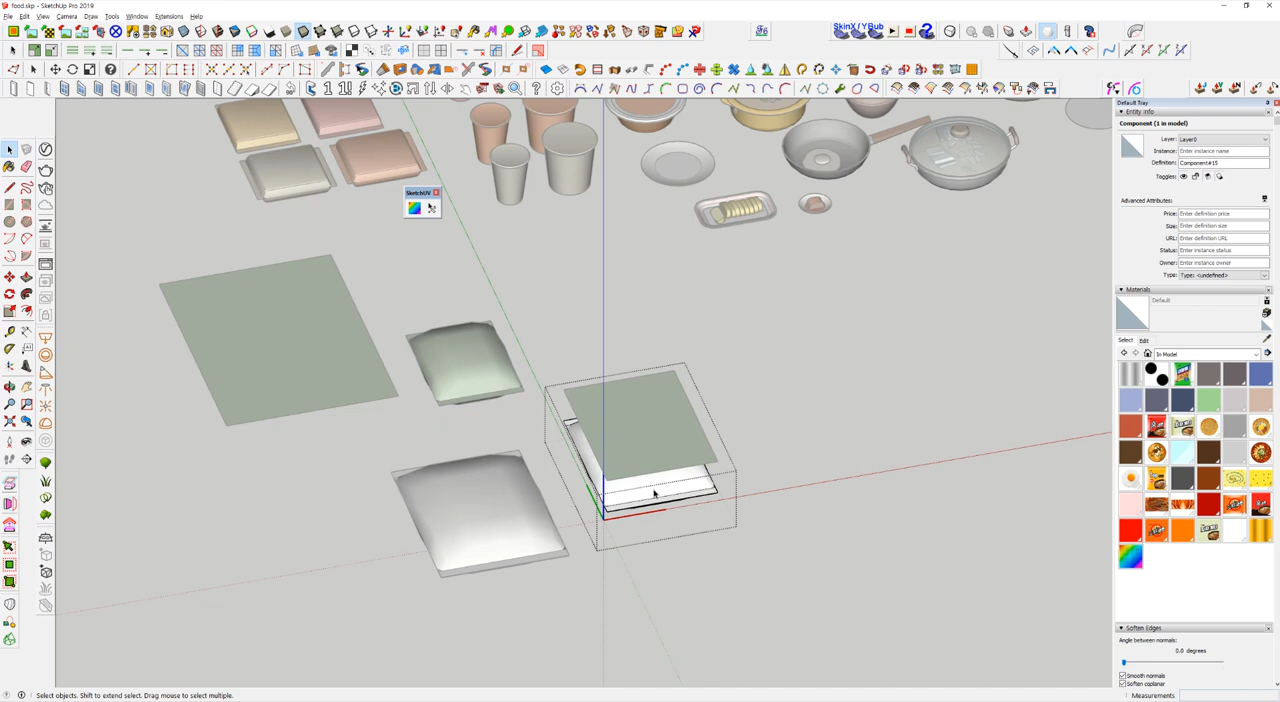 food.skp - SketchUp Pro 2019
File Edit View Camera Draw Tools Window Extensions Help
SkinX/YBub
SketchUV
Default Tray
Entity Info
Component (1 in model)
Layer: Layer0
Instance: Enter instance name
Definition: Component#15
Toggles:
Advanced Attributes:
Price: Enter definition price
Size: Enter definition size
URL: Enter definition URL
Status: Enter instance status
Owner: Enter instance owner
Type: Type: <undefined>
Materials
Default
Select Edit
In Model
Soften Edges
Angle between normals:
0.0 degrees
Smooth normals
Soften coplanar
Select objects. Shift to extend select. Drag mouse to select multiple.
Measurements